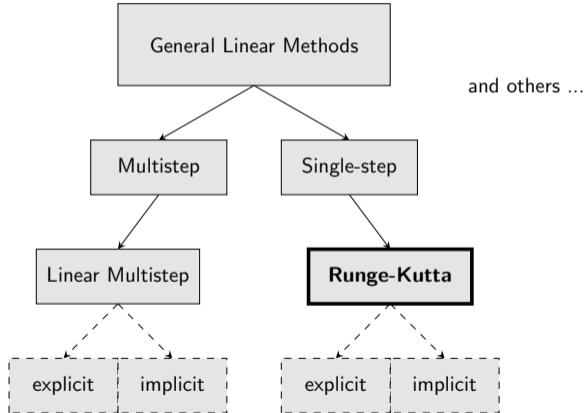 General Linear Methods
and others ...
Multistep
Single-step
Linear Multistep
Runge-Kutta
explicit
implicit
explicit
implicit